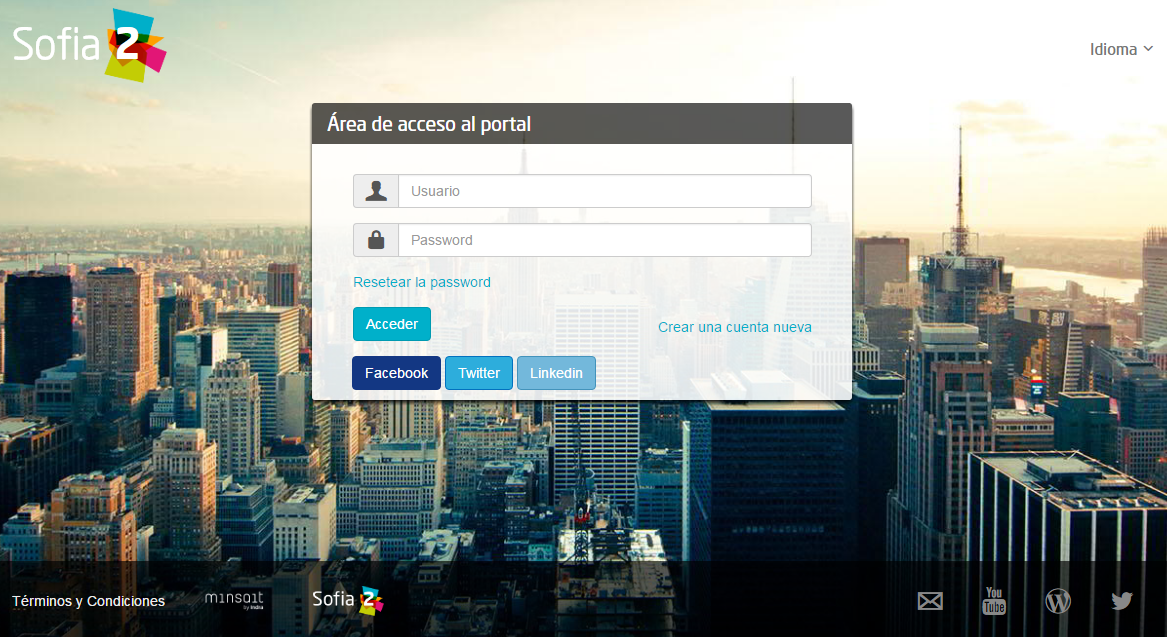 Sofia 2
Idioma
Área de acceso al portal
Usuario
Password
Resetear la password
Acceder
Crear una cuenta nueva
Facebook Twitter Linkedin
Términos y Condiciones
minsait
by Indra
Sofia 2
You
Tube